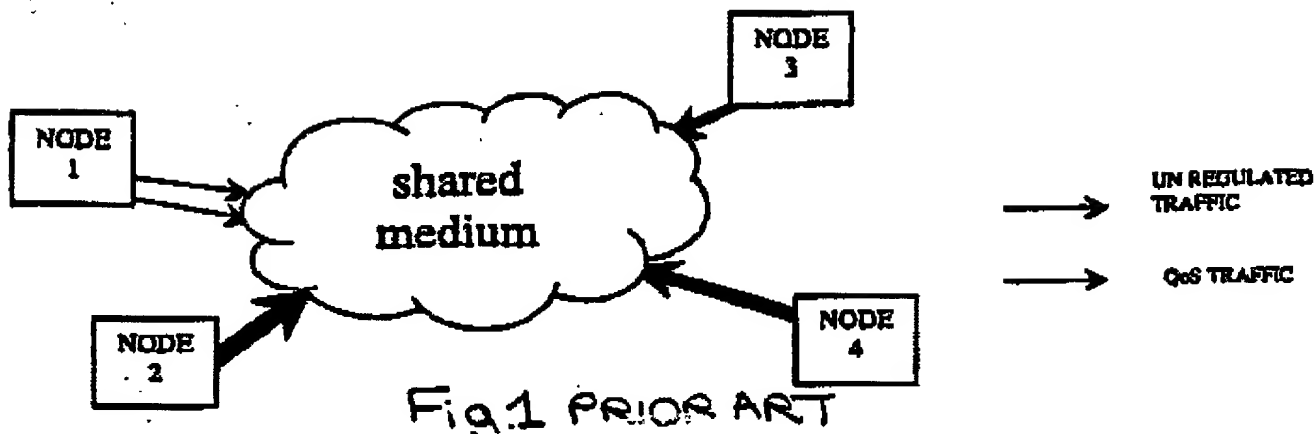 NODE
3
NODE
1
shared
medium
UN REGULATED
TRAFFIC
QoS TRAFFIC
NODE
2
NODE
4
Fig.1 PRIOR ART